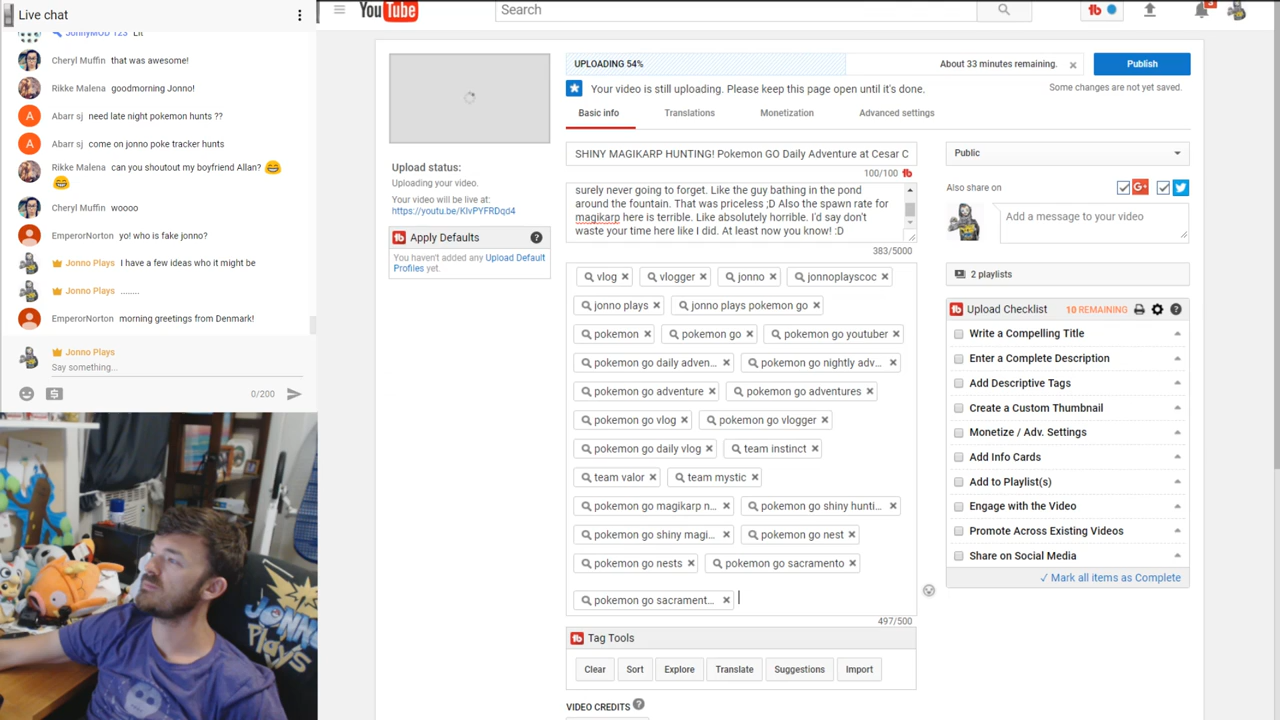 Live chat
JonnyMOD 123 Lit
Cheryl Muffin that was awesome!
Rikke Malena goodmorning Jonno!
A Abarr sj need late night pokemon hunts ??
A Abarr sj come on jonno poke tracker hunts
Rikke Malena can you shoutout my boyfriend Allan?
Cheryl Muffin woooo
EmperorNorton yo! who is fake jonno?
Jonno Plays I have a few ideas who it might be
Jonno Plays ........
EmperorNorton morning greetings from Denmark!
Jonno Plays
Say something...
0/200
JONNO
PLAYS
YouTube
Search
tb
3
UPLOADING 54%
About 33 minutes remaining. ×
Publish
Your video is still uploading. Please keep this page open until it's done.
Some changes are not yet saved.
Basic info
Translations
Monetization
Advanced settings
Upload status:
Uploading your video.
Your video will be live at:
https://youtu.be/KIvPYFRDqd4
tb Apply Defaults ?
You haven't added any Upload Default
Profiles yet.
SHINY MAGIKARP HUNTING! Pokemon GO Daily Adventure at Cesar C
100/100 tb
surely never going to forget. Like the guy bathing in the pond
around the fountain. That was priceless ;D Also the spawn rate for
magikarp here is terrible. Like absolutely horrible. I'd say don't
waste your time here like I did. At least now you know! :D
383/5000
vlog × vlogger × jonno × jonnoplayscoc ×
jonno plays × jonno plays pokemon go ×
pokemon × pokemon go × pokemon go youtuber ×
pokemon go daily adven... × pokemon go nightly adv... ×
pokemon go adventure × pokemon go adventures ×
pokemon go vlog × pokemon go vlogger ×
pokemon go daily vlog × team instinct ×
team valor × team mystic ×
pokemon go magikarp n... × pokemon go shiny hunti... ×
pokemon go shiny magi... × pokemon go nest ×
pokemon go nests × pokemon go sacramento ×
pokemon go sacrament... ×
497/500
tb Tag Tools
Clear
Sort
Explore
Translate
Suggestions
Import
VIDEO CREDITS ?
Public
Also share on G+
Add a message to your video
2 playlists
tb Upload Checklist 10 REMAINING ?
Write a Compelling Title
Enter a Complete Description
Add Descriptive Tags
Create a Custom Thumbnail
Monetize / Adv. Settings
Add Info Cards
Add to Playlist(s)
Engage with the Video
Promote Across Existing Videos
Share on Social Media
✓ Mark all items as Complete